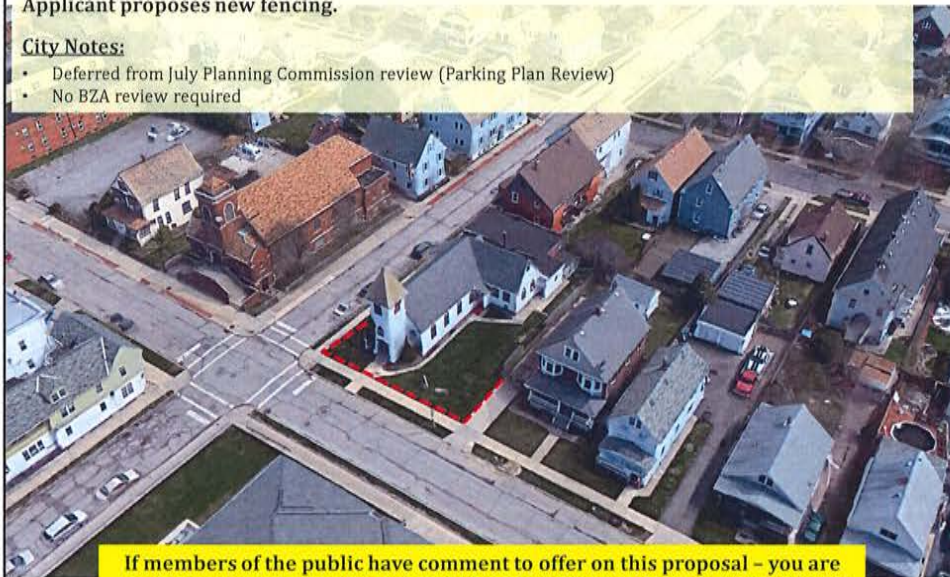 Applicant proposes new fencing.
City Notes:
• Deferred from July Planning Commission review (Parking Plan Review)
• No BZA review required
If members of the public have comment to offer on this proposal – you are